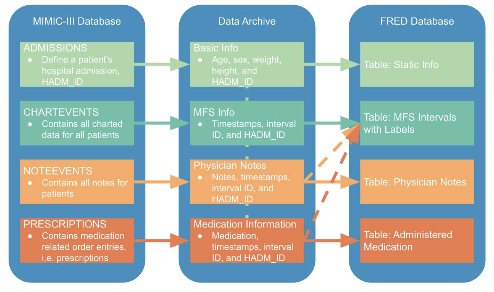 MIMIC-III Database
ADMISSIONS
● Define a patient's
hospital admission,
HADM_ID
CHARTEVENTS
● Contains all charted
data for all patients
NOTEEVENTS
● Contains all notes for
patients
PRESCRIPTIONS
● Contains medication
related order entries,
i.e. prescriptions
Data Archive
Basic Info
● Age, sex, weight,
height, and
HADM_ID
MFS Info
● Timestamps, interval
ID, and HADM_ID
Physician Notes
● Notes, timestamps,
interval ID, and
HADM_ID
Medication Information
● Medication,
timestamps, interval
ID, and HADM_ID
FRED Database
Table: Static Info
Table: MFS Intervals
with Labels
Table: Physician Notes
Table: Administered
Medication